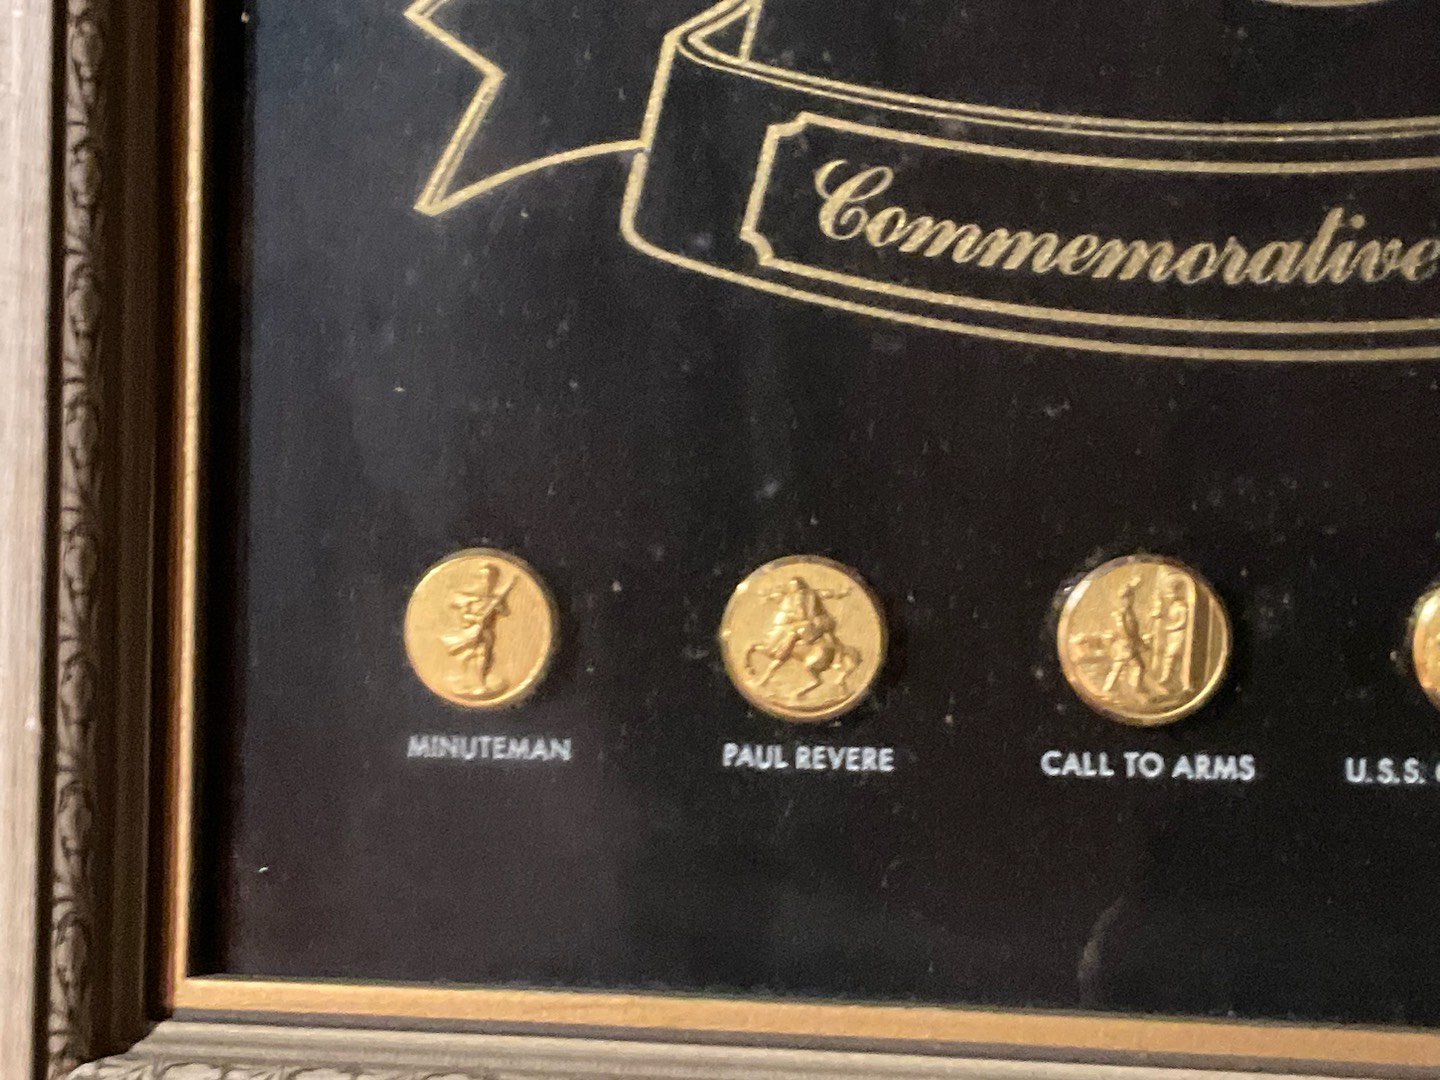 Commemorative
MINUTEMAN
PAUL REVERE
CALL TO ARMS
U.S.S.